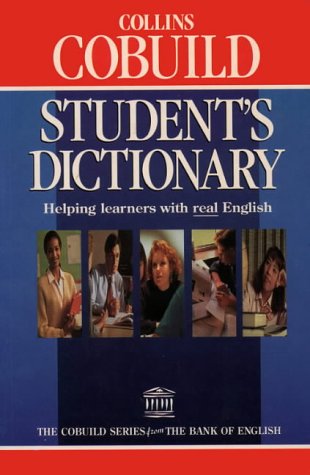 COLLINS
COBUILD
STUDENT'S
DICTIONARY
Helping learners with real English
THE COBUILD SERIES from THE BANK OF ENGLISH